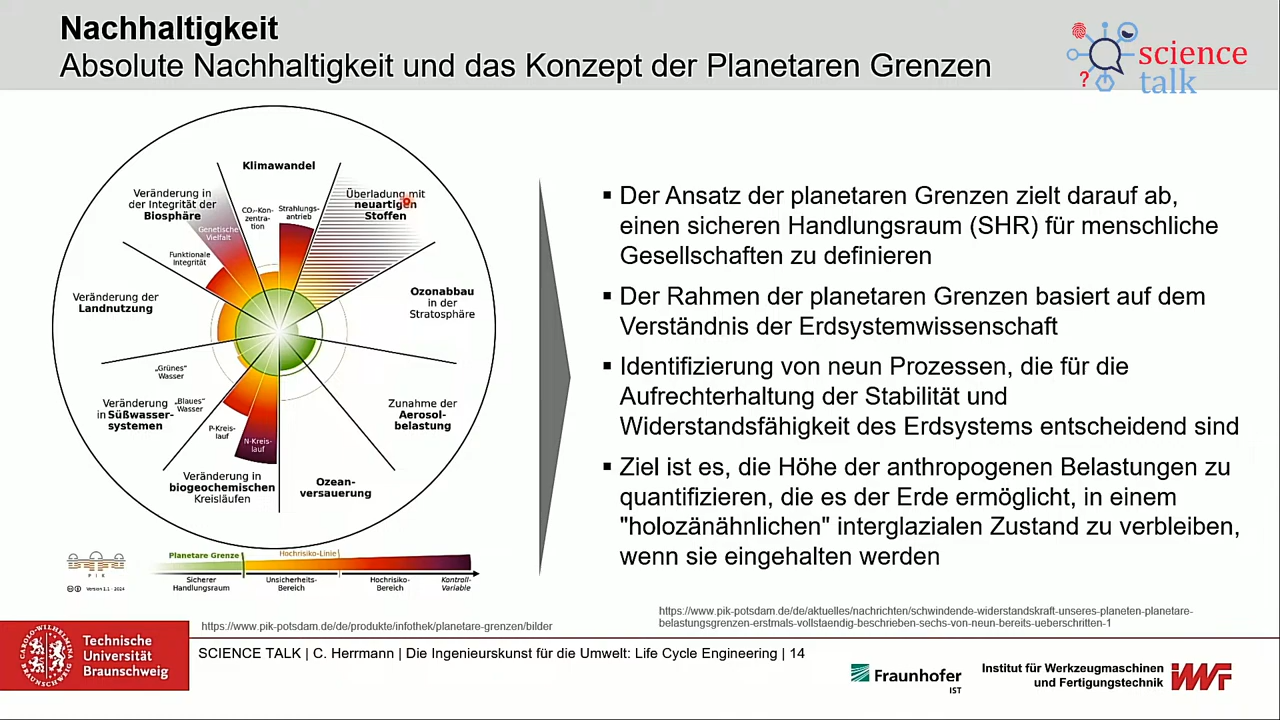 Nachhaltigkeit
Absolute Nachhaltigkeit und das Konzept der Planetaren Grenzen
science
talk
?
Klimawandel
CO₂-Kon-
zentra-
tion
Strahlungs-
antrieb
Überladung mit
neuartigen
Stoffen
Ozonabbau
in der
Stratosphäre
Zunahme der
Aerosol-
belastung
Ozean-
versauerung
Veränderung in
biogeochemischen
Kreisläufen
P-Kreis-
lauf
N-Kreis-
lauf
Veränderung
in Süßwasser-
systemen
„Grünes"
Wasser
„Blaues"
Wasser
Veränderung der
Landnutzung
Veränderung in
der Integrität der
Biosphäre
Genetische
Vielfalt
Funktionale
Integrität
P I K
Version 1.1 - 2024
Planetare Grenze
Hochrisiko-Linie
Sicherer
Handlungsraum
Unsicherheits-
Bereich
Hochrisiko-
Bereich
Kontroll-
Variable
▪ Der Ansatz der planetaren Grenzen zielt darauf ab,
einen sicheren Handlungsraum (SHR) für menschliche
Gesellschaften zu definieren
▪ Der Rahmen der planetaren Grenzen basiert auf dem
Verständnis der Erdsystemwissenschaft
▪ Identifizierung von neun Prozessen, die für die
Aufrechterhaltung der Stabilität und
Widerstandsfähigkeit des Erdsystems entscheidend sind
▪ Ziel ist es, die Höhe der anthropogenen Belastungen zu
quantifizieren, die es der Erde ermöglicht, in einem
"holozänähnlichen" interglazialen Zustand zu verbleiben,
wenn sie eingehalten werden
https://www.pik-potsdam.de/de/produkte/infothek/planetare-grenzen/bilder
https://www.pik-potsdam.de/de/aktuelles/nachrichten/schwindende-widerstandskraft-unseres-planeten-planetare-
belastungsgrenzen-erstmals-vollstaendig-beschrieben-sechs-von-neun-bereits-ueberschritten-1
Technische
Universität
Braunschweig
SCIENCE TALK | C. Herrmann | Die Ingenieurskunst für die Umwelt: Life Cycle Engineering | 14
Fraunhofer
IST
Institut für Werkzeugmaschinen
und Fertigungstechnik
IWF